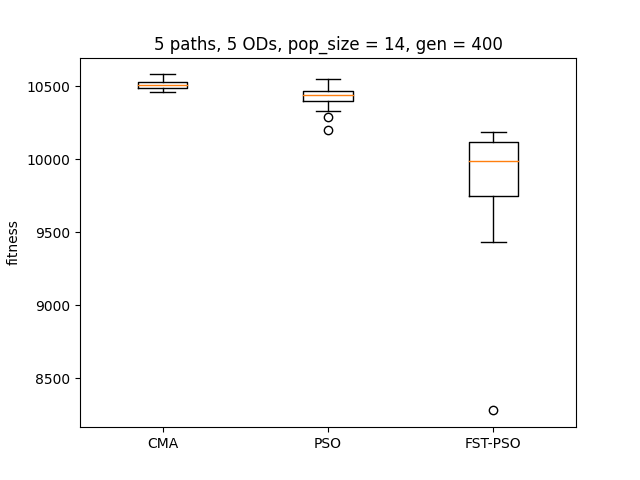 5 paths, 5 ODs, pop_size = 14, gen = 400
fitness
10500
10000
9500
9000
8500
CMA
PSO
FST-PSO